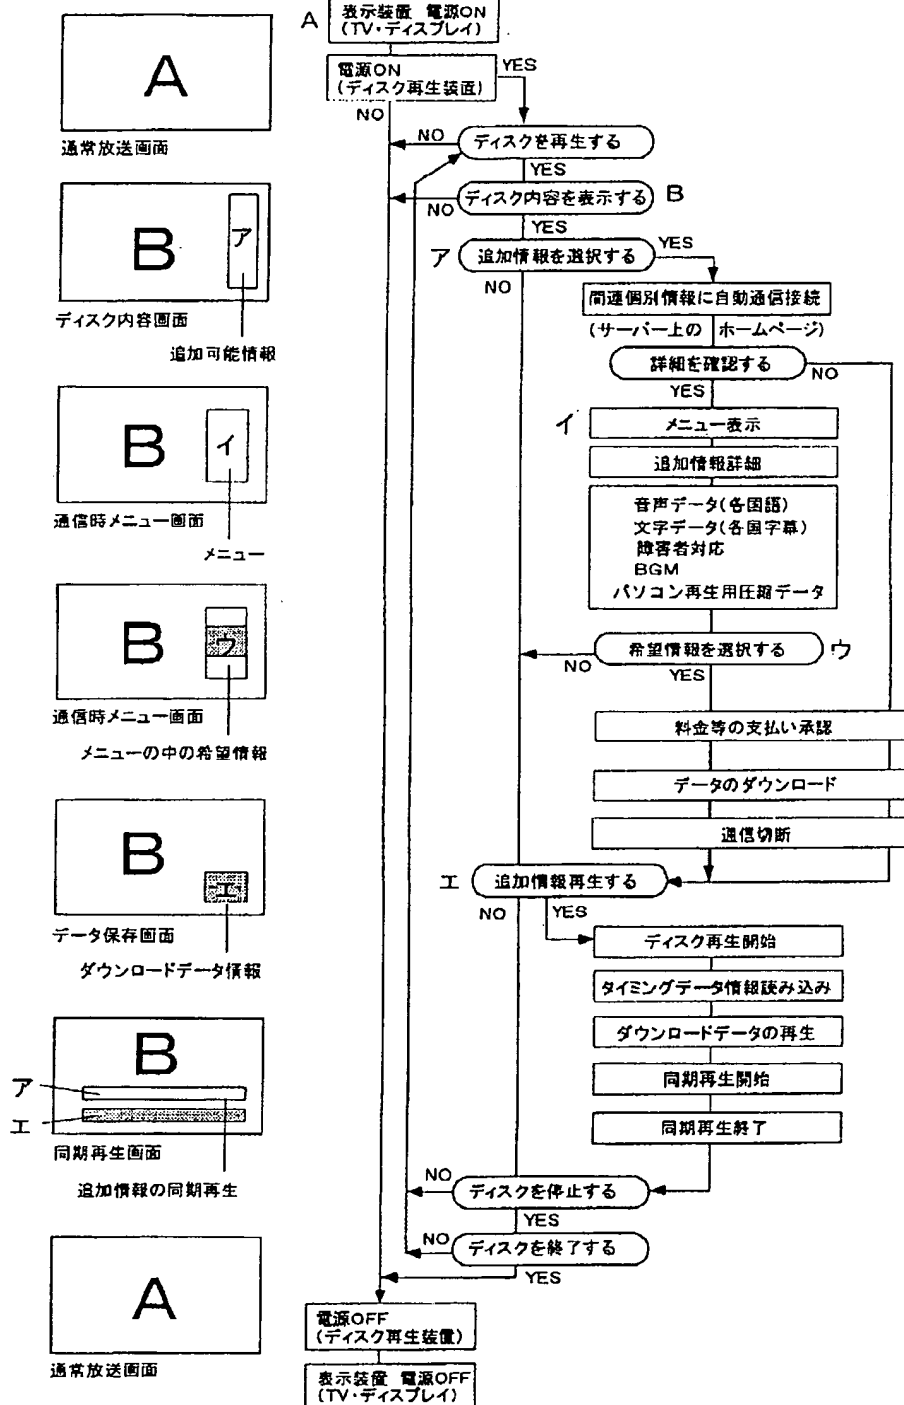 A
通常放送画面
B
ア
ディスク内容画面
追加可能情報
B
イ
通信時メニュー画面
メニュー
B
ウ
通信時メニュー画面
メニューの中の希望情報
B
エ
データ保存画面
ダウンロードデータ情報
B
ア
エ
同期再生画面
追加情報の同期再生
A
通常放送画面
A
表示装置 電源ON
(TV・ディスプレイ)
電源ON
(ディスク再生装置)
YES
NO
ディスクを再生する
NO
YES
ディスク内容を表示する
B
NO
YES
ア
追加情報を選択する
YES
NO
関連個別情報に自動通信接続
(サーバー上の ホームページ)
詳細を確認する
NO
YES
イ
メニュー表示
追加情報詳細
音声データ(各国語)
文字データ(各国字幕)
障害者対応
BGM
パソコン再生用圧縮データ
希望情報を選択する
ウ
NO
YES
料金等の支払い承認
データのダウンロード
通信切断
エ
追加情報再生する
NO
YES
ディスク再生開始
タイミングデータ情報読み込み
ダウンロードデータの再生
同期再生開始
同期再生終了
NO
ディスクを停止する
YES
NO
ディスクを終了する
YES
電源OFF
(ディスク再生装置)
表示装置 電源OFF
(TV・ディスプレイ)